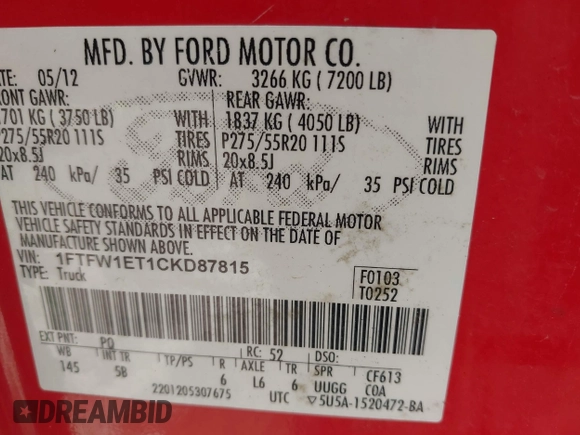 MFD. BY FORD MOTOR CO.
ATE: 05/12 GVWR: 3266 KG ( 7200 LB)
RONT GAWR: REAR GAWR:
701 KG ( 3750 LB) WITH 1837 KG ( 4050 LB) WITH
P275/55R20 111S TIRES P275/55R20 111S TIRES
20x8.5J RIMS 20x8.5J RIMS
AT 240 kPa/ 35 PSI COLD AT 240 kPa/ 35 PSI COLD
THIS VEHICLE CONFORMS TO ALL APPLICABLE FEDERAL MOTOR
VEHICLE SAFETY STANDARDS IN EFFECT ON THE DATE OF
MANUFACTURE SHOWN ABOVE.
VIN: 1FTFW1ET1CKD87815
TYPE: Truck
F0103
T0252
EXT PNT: PQ RC: 52 DSO:
WB INT TR TP/PS R AXLE TR SPR CF613
145 5B 6 L6 6 UUGG COA
2201205307675 UTC ▽5U5A-1520472-BA
DREAMBID